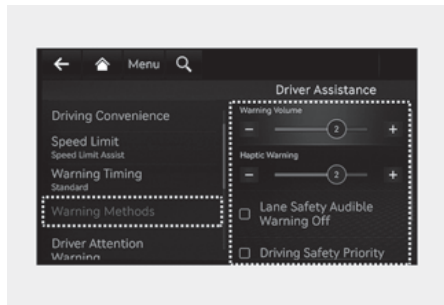 Menu
Driver Assistance
Driving Convenience
Speed Limit
Speed Limit Assist
Warning Timing
Standard
Warning Methods
Driver Attention
Warning
Warning Volume
- 2 +
Haptic Warning
- 2 +
Lane Safety Audible
Warning Off
Driving Safety Priority